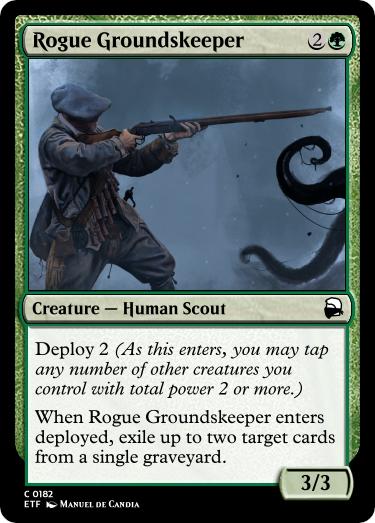 Rogue Groundskeeper 2
Creature — Human Scout
Deploy 2 (As this enters, you may tap
any number of other creatures you
control with total power 2 or more.)
When Rogue Groundskeeper enters
deployed, exile up to two target cards
from a single graveyard.
3/3
C 0182
ETF Manuel de Candia